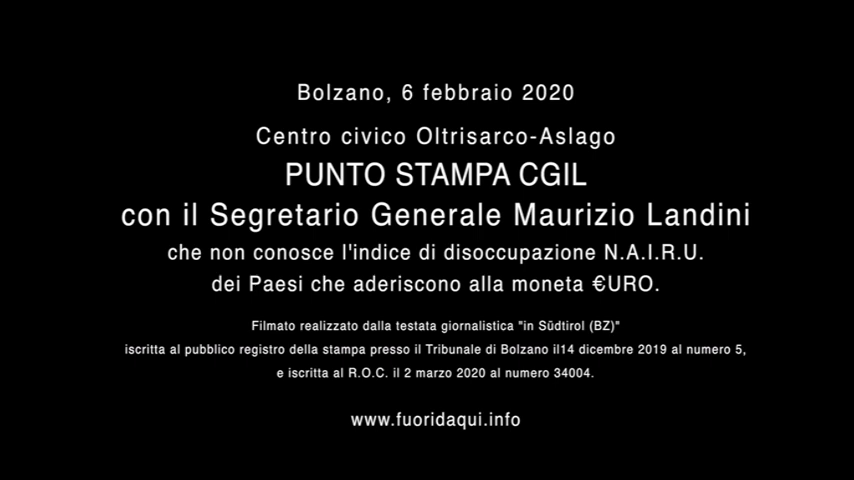 Bolzano, 6 febbraio 2020
Centro civico Oltrisarco-Aslago
PUNTO STAMPA CGIL
con il Segretario Generale Maurizio Landini
che non conosce l'indice di disoccupazione N.A.I.R.U.
dei Paesi che aderiscono alla moneta €URO.
Filmato realizzato dalla testata giornalistica "in Südtirol (BZ)"
iscritta al pubblico registro della stampa presso il Tribunale di Bolzano il14 dicembre 2019 al numero 5,
e iscritta al R.O.C. il 2 marzo 2020 al numero 34004.
www.fuoridaqui.info